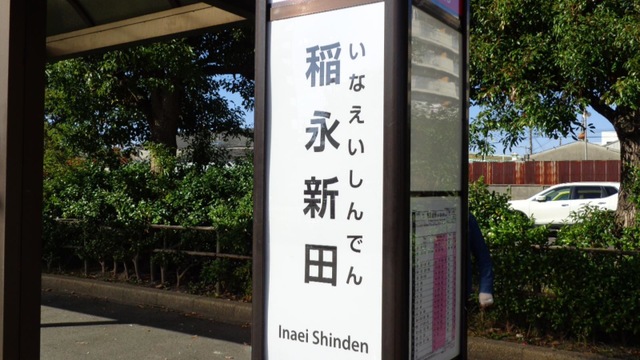 稲永新田
いなえいしんでん
Inaei Shinden